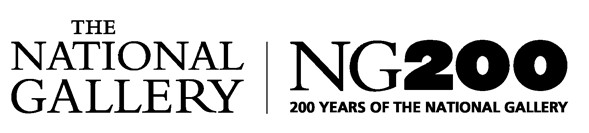 THE
NATIONAL
GALLERY
NG200
200 YEARS OF THE NATIONAL GALLERY